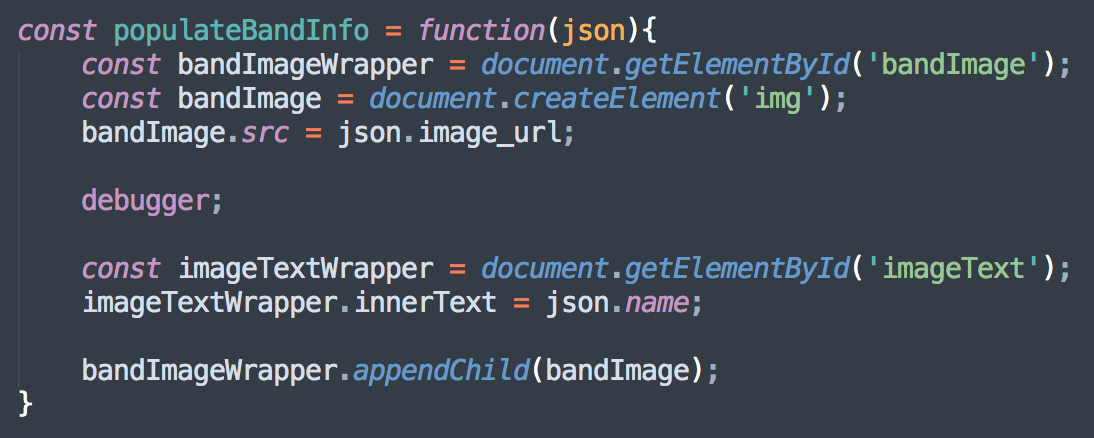 const populateBandInfo = function(json){
    const bandImageWrapper = document.getElementById('bandImage');
    const bandImage = document.createElement('img');
    bandImage.src = json.image_url;

    debugger;

    const imageTextWrapper = document.getElementById('imageText');
    imageTextWrapper.innerText = json.name;

    bandImageWrapper.appendChild(bandImage);
}